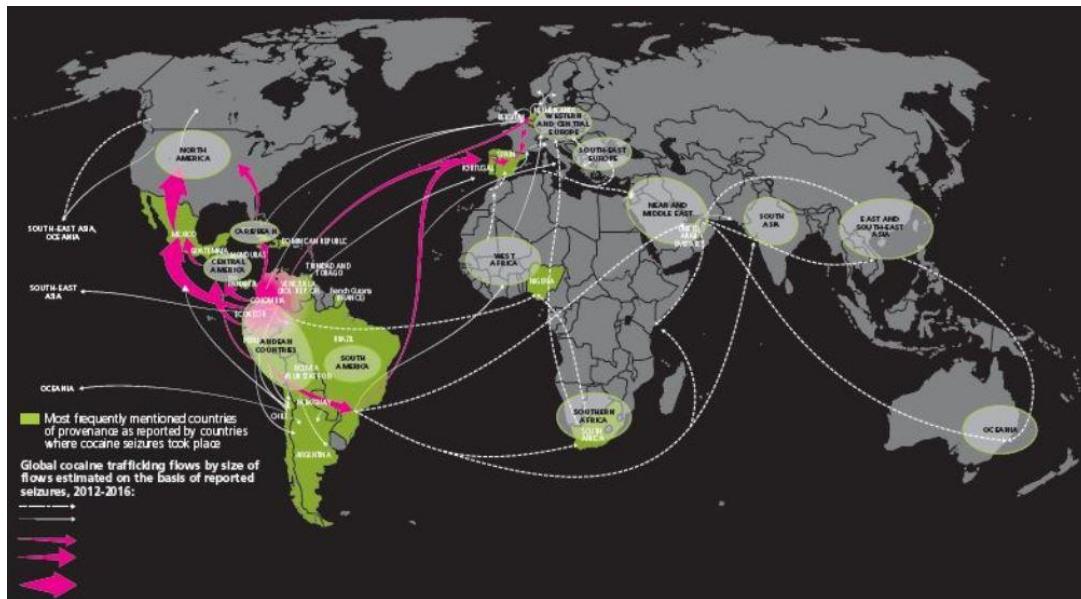 NORTH
AMERICA
SOUTH-EAST ASIA,
OCEANIA
SOUTH-EAST
ASIA
OCEANIA
MEXICO
GUATEMALA
HONDURAS
CARIBBEAN
DOMINICAN REPUBLIC
CENTRAL
AMERICA
PANAMA
TRINIDAD AND
TOBAGO
French Guiana
(FRANCE)
COLOMBIA
ECUADOR
ANDEAN
COUNTRIES
BRAZIL
SOUTH
AMERICA
PARAGUAY
CHILE
ARGENTINA
WESTERN
AND CENTRAL
EUROPE
SOUTH-EAST
EUROPE
SPAIN
PORTUGAL
NEAR AND
MIDDLE EAST
SOUTH
ASIA
EAST AND
SOUTH-EAST
ASIA
WEST
AFRICA
NIGERIA
SOUTHERN
AFRICA
SOUTH
AFRICA
OCEANIA
Most frequently mentioned countries
of provenance as reported by countries
where cocaine seizures took place
Global cocaine trafficking flows by size of
flows estimated on the basis of reported
seizures, 2012-2016: